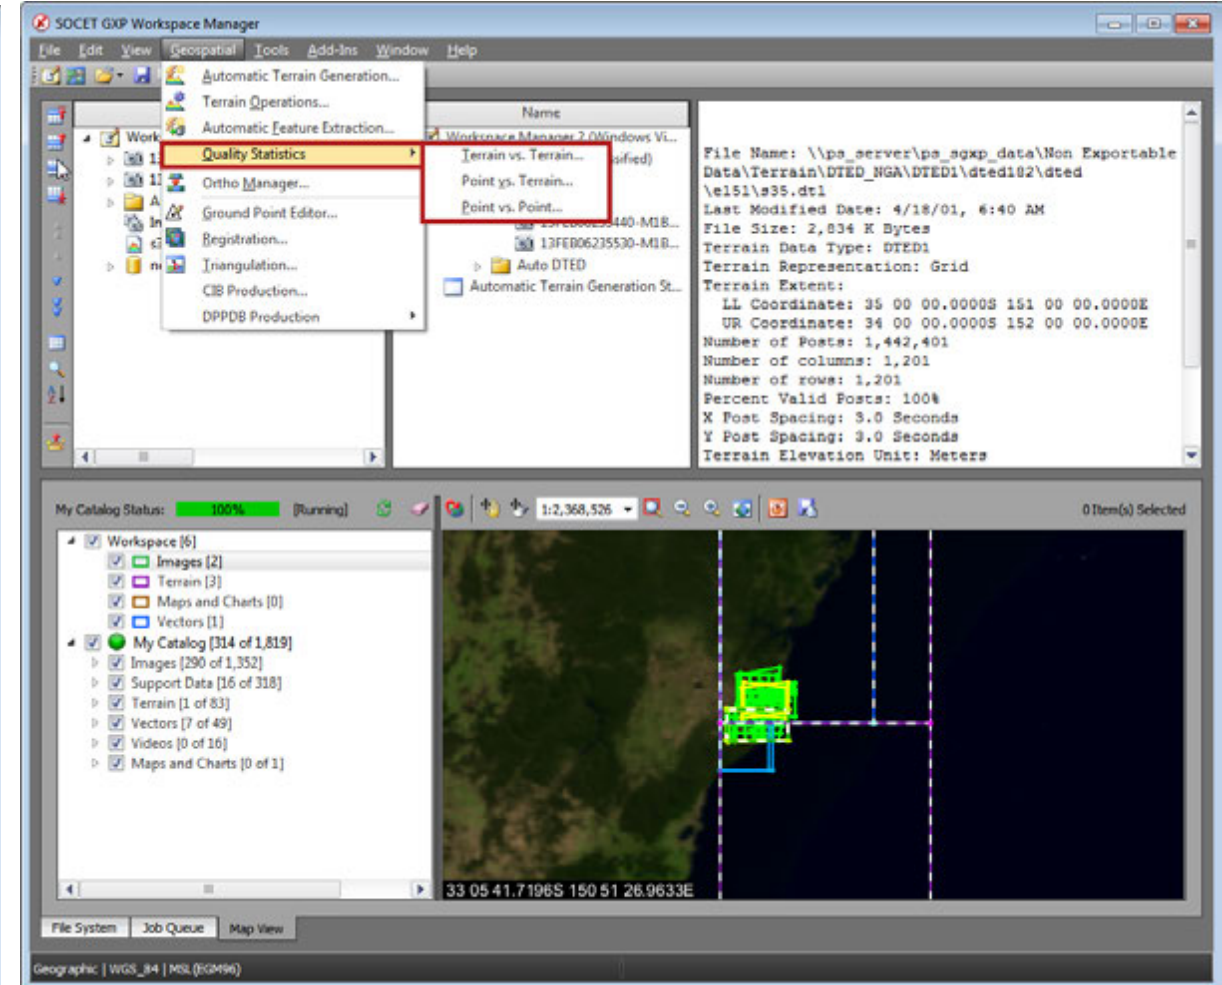 SOCET GXP Workspace Manager
File Edit View Geospatial Tools Add-Ins Window Help
Automatic Terrain Generation...
Terrain Operations...
Automatic Feature Extraction...
Quality Statistics
Ortho Manager...
Ground Point Editor...
Registration...
Triangulation...
CIB Production...
DPPDB Production
Terrain vs. Terrain...
Point vs. Terrain...
Point vs. Point...
Work
Name
Workspace Manager 2 (Windows Vi...
13FEB06235440-M1B...
13FEB06235530-M1B...
Auto DTED
Automatic Terrain Generation St...
File Name: \\ps_server\ps_sgxp_data\Non Exportable
Data\Terrain\DTED_NGA\DTED1\dted182\dted
\e151\s35.dt1
Last Modified Date: 4/18/01, 6:40 AM
File Size: 2,834 K Bytes
Terrain Data Type: DTED1
Terrain Representation: Grid
Terrain Extent:
LL Coordinate: 35 00 00.0000S 151 00 00.0000E
UR Coordinate: 34 00 00.0000S 152 00 00.0000E
Number of Posts: 1,442,401
Number of columns: 1,201
Number of rows: 1,201
Percent Valid Posts: 100%
X Post Spacing: 3.0 Seconds
Y Post Spacing: 3.0 Seconds
Terrain Elevation Unit: Meters
My Catalog Status: 100% [Running]
1:2,368,526
0 Item(s) Selected
Workspace [6]
Images [2]
Terrain [3]
Maps and Charts [0]
Vectors [1]
My Catalog [314 of 1,819]
Images [290 of 1,352]
Support Data [16 of 318]
Terrain [1 of 83]
Vectors [7 of 49]
Videos [0 of 16]
Maps and Charts [0 of 1]
33 05 41.7196S 150 51 26.9633E
File System Job Queue Map View
Geographic | WGS_84 | MSL(EGM96)